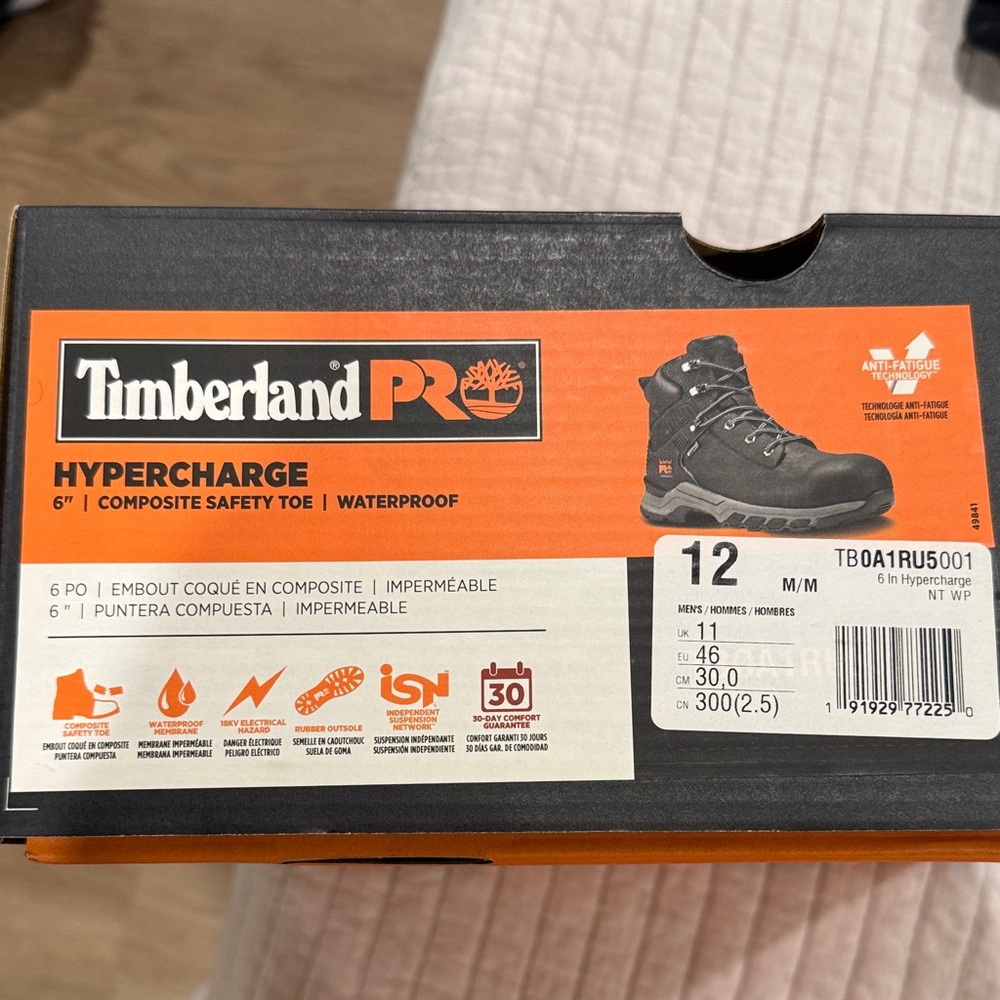 Timberland® PRO®
HYPERCHARGE
6" | COMPOSITE SAFETY TOE | WATERPROOF
ANTI-FATIGUE
TECHNOLOGY
TECHNOLOGIE ANTI-FATIGUE
TECNOLOGÍA ANTI-FATIGUE
PRO
49841
6 PO | EMBOUT COQUÉ EN COMPOSITE | IMPERMÉABLE
6" | PUNTERA COMPUESTA | IMPERMEABLE
COMPOSITE
SAFETY TOE
EMBOUT COQUÉ EN COMPOSITE
PUNTERA COMPUESTA
WATERPROOF
MEMBRANE
MEMBRANE IMPERMÉABLE
MEMBRANA IMPERMEABLE
18KV ELECTRICAL
HAZARD
DANGER ÉLECTRIQUE
PELIGRO ELÉCTRICO
RUBBER OUTSOLE
SEMELLE EN CAOUTCHOUC
SUELA DE GOMA
iSN
INDEPENDENT
SUSPENSION
NETWORK™
SUSPENSION INDÉPENDANTE
SUSPENSIÓN INDEPENDIENTE
30
30-DAY COMFORT
GUARANTEE
CONFORT GARANTI 30 JOURS
30 DÍAS GAR. DE COMODIDAD
12 M/M
TB0A1RU5001
6 In Hypercharge
NT WP
MEN'S / HOMMES / HOMBRES
UK 11
EU 46
CM 30,0
CN 300(2.5)
1 91929 77225 0